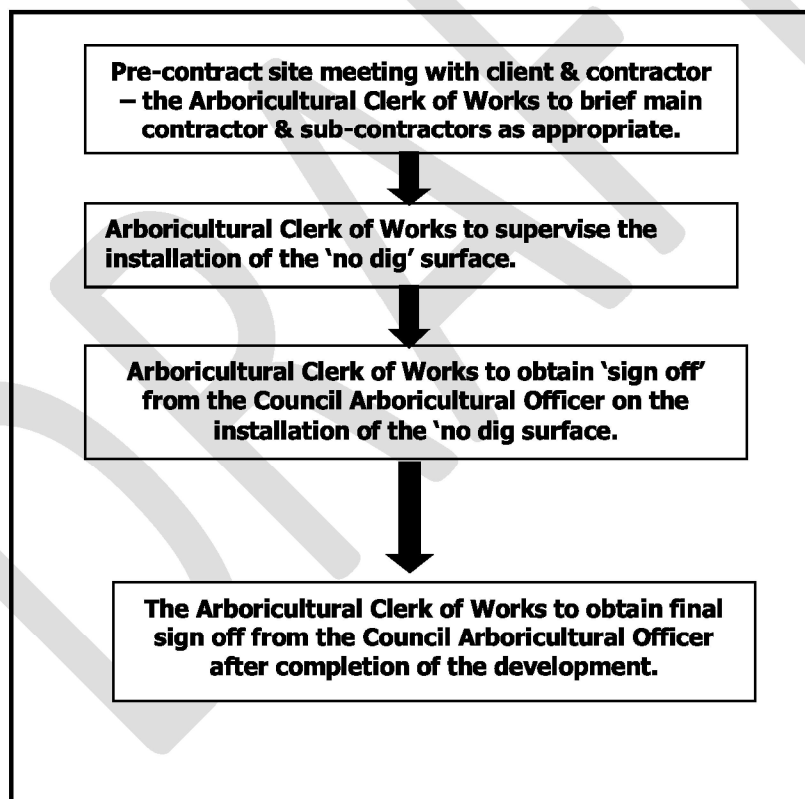 Pre-contract site meeting with client & contractor
– the Arboricultural Clerk of Works to brief main
contractor & sub-contractors as appropriate.
Arboricultural Clerk of Works to supervise the
installation of the ‘no dig’ surface.
Arboricultural Clerk of Works to obtain ‘sign off’
from the Council Arboricultural Officer on the
installation of the ‘no dig surface.
The Arboricultural Clerk of Works to obtain final
sign off from the Council Arboricultural Officer
after completion of the development.